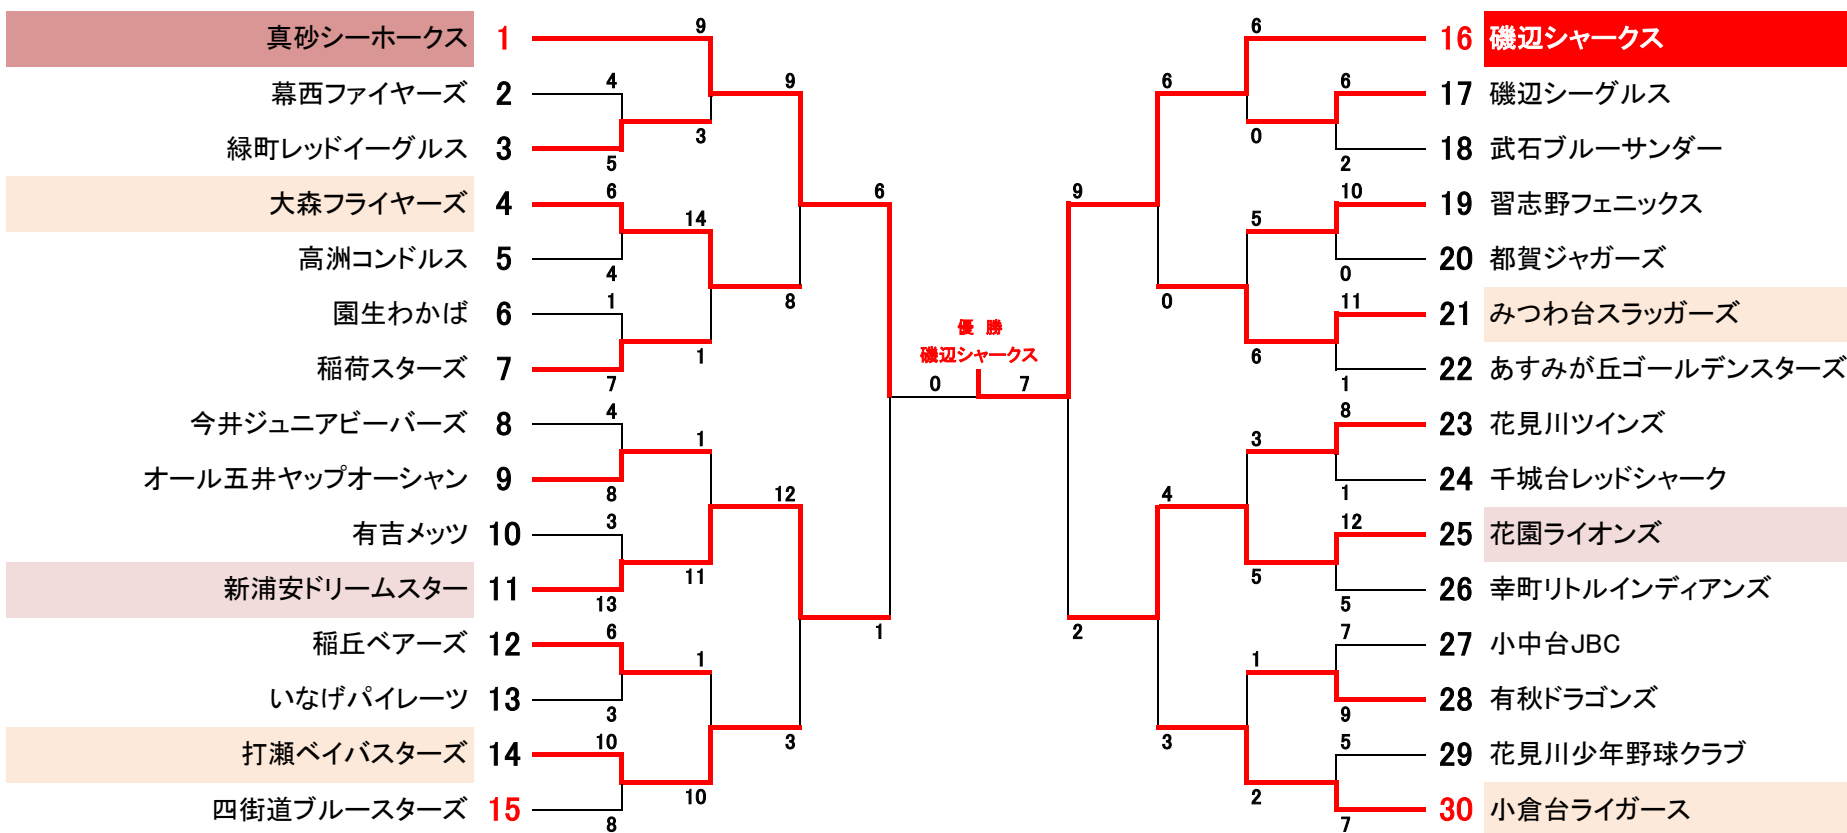 真砂シーホークス 1
幕西ファイヤーズ 2
緑町レッドイーグルス 3
大森フライヤーズ 4
高洲コンドルス 5
園生わかば 6
稲荷スターズ 7
今井ジュニアビーバーズ 8
オール五井ヤップオーシャン 9
有吉メッツ 10
新浦安ドリームスター 11
稲丘ベアーズ 12
いなげパイレーツ 13
打瀬ベイバスターズ 14
四街道ブルースターズ 15
4
5
6
4
1
7
4
8
3
13
6
3
10
8
9
3
14
1
1
11
1
10
9
8
12
3
6
1
優 勝
磯辺シャークス
0 7
9
2
6
0
4
3
6
0
5
6
3
5
1
2
6
2
10
0
11
1
8
1
12
5
7
9
5
7
16 磯辺シャークス
17 磯辺シーグルス
18 武石ブルーサンダー
19 習志野フェニックス
20 都賀ジャガーズ
21 みつわ台スラッガーズ
22 あすみが丘ゴールデンスターズ
23 花見川ツインズ
24 千城台レッドシャーク
25 花園ライオンズ
26 幸町リトルインディアンズ
27 小中台JBC
28 有秋ドラゴンズ
29 花見川少年野球クラブ
30 小倉台ライガース